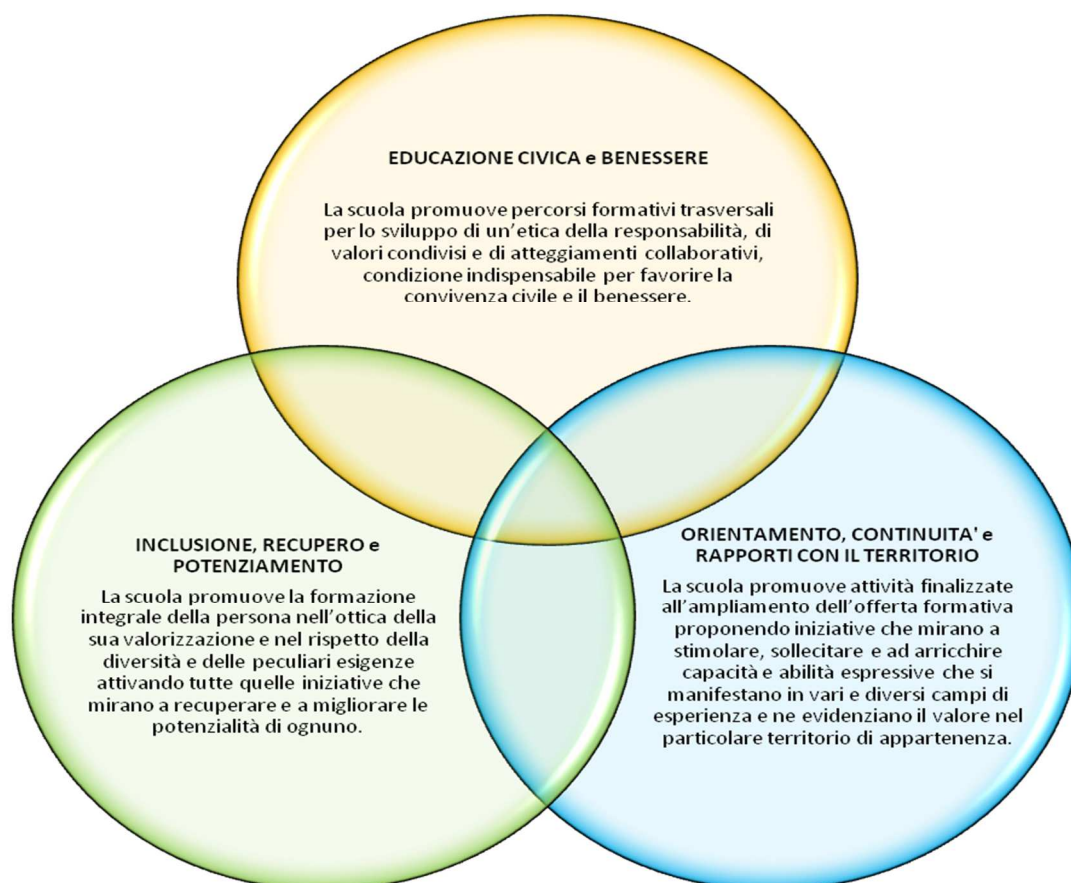 EDUCAZIONE CIVICA e BENESSERE
La scuola promuove percorsi formativi trasversali
per lo sviluppo di un'etica della responsabilità, di
valori condivisi e di atteggiamenti collaborativi,
condizione indispensabile per favorire la
convivenza civile e il benessere.
INCLUSIONE, RECUPERO e
POTENZIAMENTO
La scuola promuove la formazione
integrale della persona nell'ottica della
sua valorizzazione e nel rispetto della
diversità e delle peculiari esigenze
attivando tutte quelle iniziative che
mirano a recuperare e a migliorare le
potenzialità di ognuno.
ORIENTAMENTO, CONTINUITA' e
RAPPORTI CON IL TERRITORIO
La scuola promuove attività finalizzate
all'ampliamento dell'offerta formativa
proponendo iniziative che mirano a
stimolare, sollecitare e ad arricchire
capacità e abilità espressive che si
manifestano in vari e diversi campi di
esperienza e ne evidenziano il valore nel
particolare territorio di appartenenza.